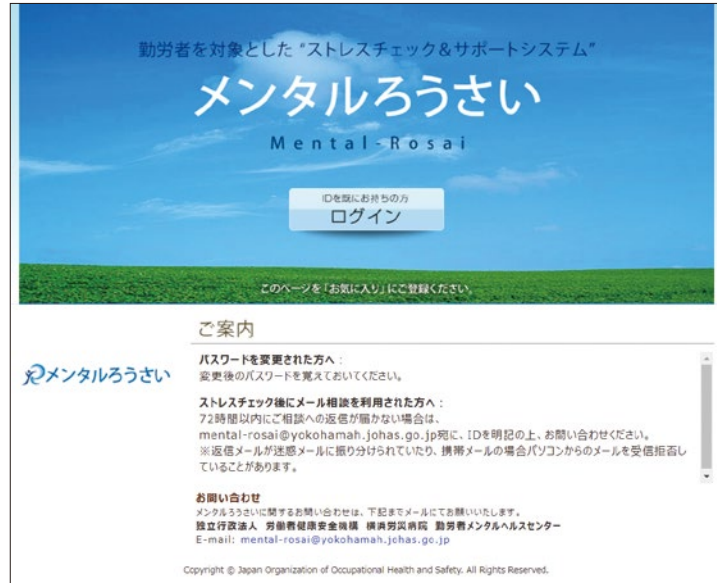 勤労者を対象とした “ストレスチェック＆サポートシステム”
メンタルろうさい
Mental-Rosai
IDを既にお持ちの方
ログイン
このページを「お気に入り」にご登録ください。
ご案内
メンタルろうさい
パスワードを変更された方へ：
変更後のパスワードを覚えておいてください。
ストレスチェック後にメール相談を利用された方へ：
72時間以内にご相談への返信が届かない場合は、
mental-rosai@yokohamah.johas.go.jp宛に、IDを明記の上、お問い合わせください。
※返信メールが迷惑メールに振り分けられていたり、携帯メールの場合パソコンからのメールを受信拒否し
ていることがあります。
お問い合わせ
メンタルろうさいに関するお問い合わせは、下記までメールにてお願いいたします。
独立行政法人 労働者健康安全機構 横浜労災病院 勤労者メンタルヘルスセンター
E-mail: mental-rosai@yokohamah.johas.go.jp
Copyright © Japan Organization of Occupational Health and Safety. All Rights Reserved.